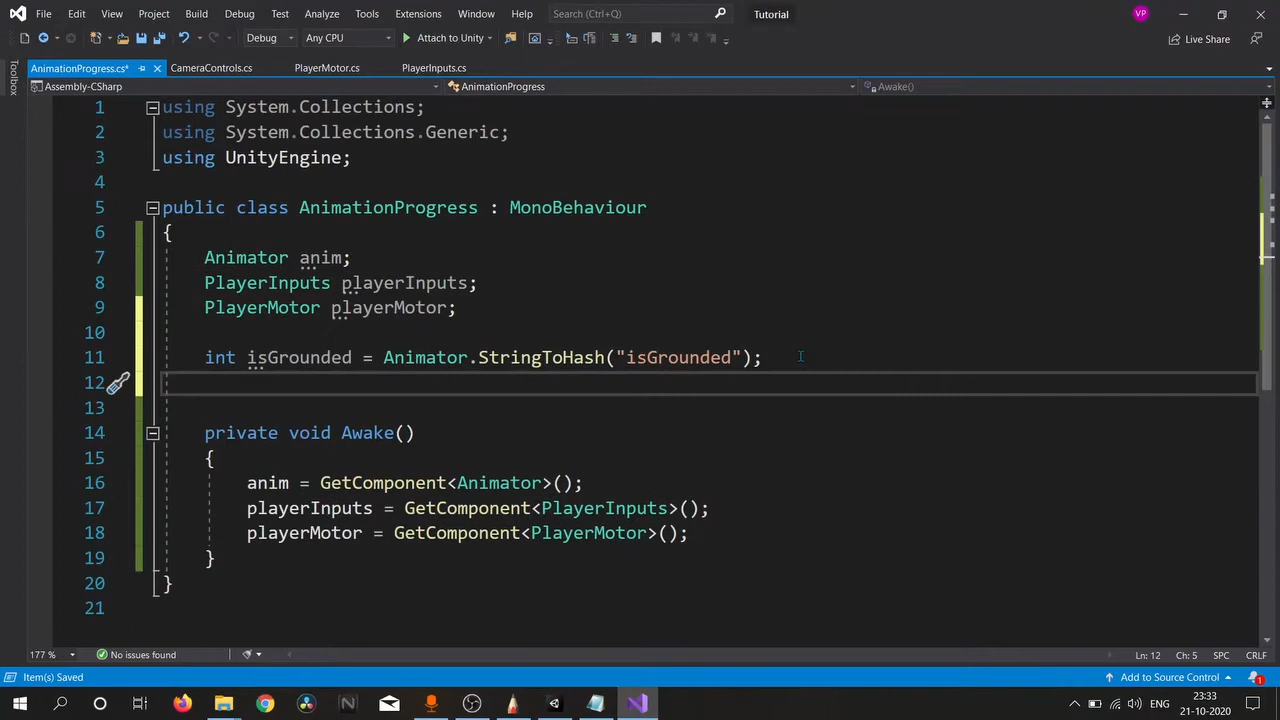 File Edit View Git Project Build Debug Test Analyze Tools Extensions Window Help Search (Ctrl+Q) Tutorial VP
Debug Any CPU Attach to Unity Live Share
AnimationProgress.cs* CameraControls.cs PlayerMotor.cs PlayerInputs.cs
Toolbox
Assembly-CSharp AnimationProgress Awake()
1 using System.Collections;
2 using System.Collections.Generic;
3 using UnityEngine;
4
5 public class AnimationProgress : MonoBehaviour
6 {
7 Animator anim;
8 PlayerInputs playerInputs;
9 PlayerMotor playerMotor;
10
11 int isGrounded = Animator.StringToHash("isGrounded");
12
13
14 private void Awake()
15 {
16 anim = GetComponent<Animator>();
17 playerInputs = GetComponent<PlayerInputs>();
18 playerMotor = GetComponent<PlayerMotor>();
19 }
20 }
21
177 % No issues found Ln: 12 Ch: 5 SPC CRLF
Item(s) Saved Add to Source Control 1
23:33
21-10-2020